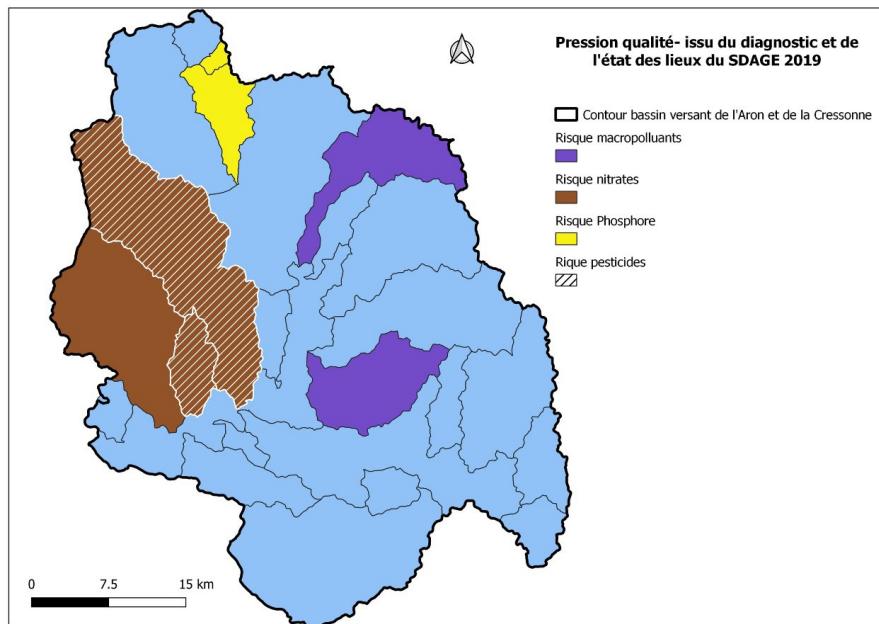 Pression qualité- issu du diagnostic et de
l'état des lieux du SDAGE 2019
Contour bassin versant de l'Aron et de la Cressonne
Risque macropolluants
Risque nitrates
Risque Phosphore
Rique pesticides
0 7.5 15 km